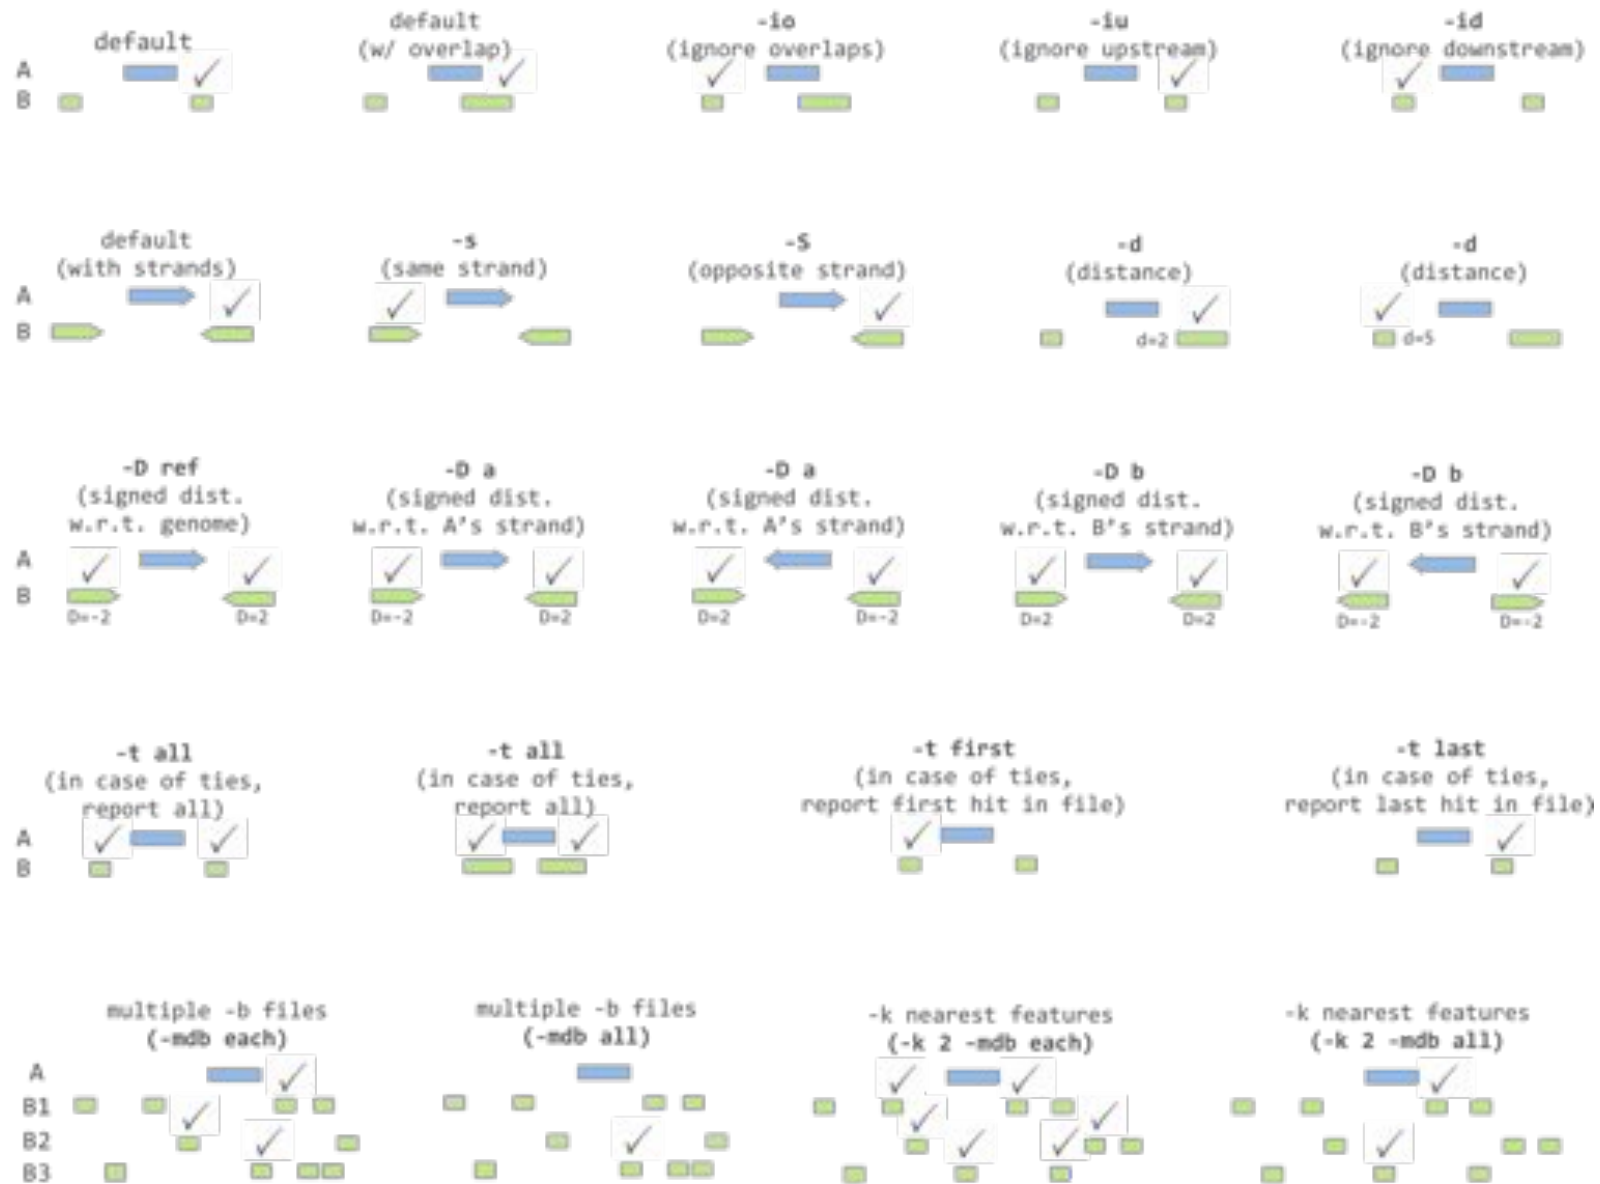 default
default
(w/ overlap)
-io
(ignore overlaps)
-iu
(ignore upstream)
-id
(ignore downstream)
A
B
default
(with strands)
-s
(same strand)
-S
(opposite strand)
-d
(distance)
-d
(distance)
A
B
d=2
d=5
-D ref
(signed dist.
w.r.t. genome)
-D a
(signed dist.
w.r.t. A's strand)
-D a
(signed dist.
w.r.t. A's strand)
-D b
(signed dist.
w.r.t. B's strand)
-D b
(signed dist.
w.r.t. B's strand)
A
B
D=-2
D=2
D=-2
D=2
D=2
D=-2
D=2
D=2
D=-2
D=-2
-t all
(in case of ties,
report all)
-t all
(in case of ties,
report all)
-t first
(in case of ties,
report first hit in file)
-t last
(in case of ties,
report last hit in file)
A
B
multiple -b files
(-mdb each)
multiple -b files
(-mdb all)
-k nearest features
(-k 2 -mdb each)
-k nearest features
(-k 2 -mdb all)
A
B1
B2
B3